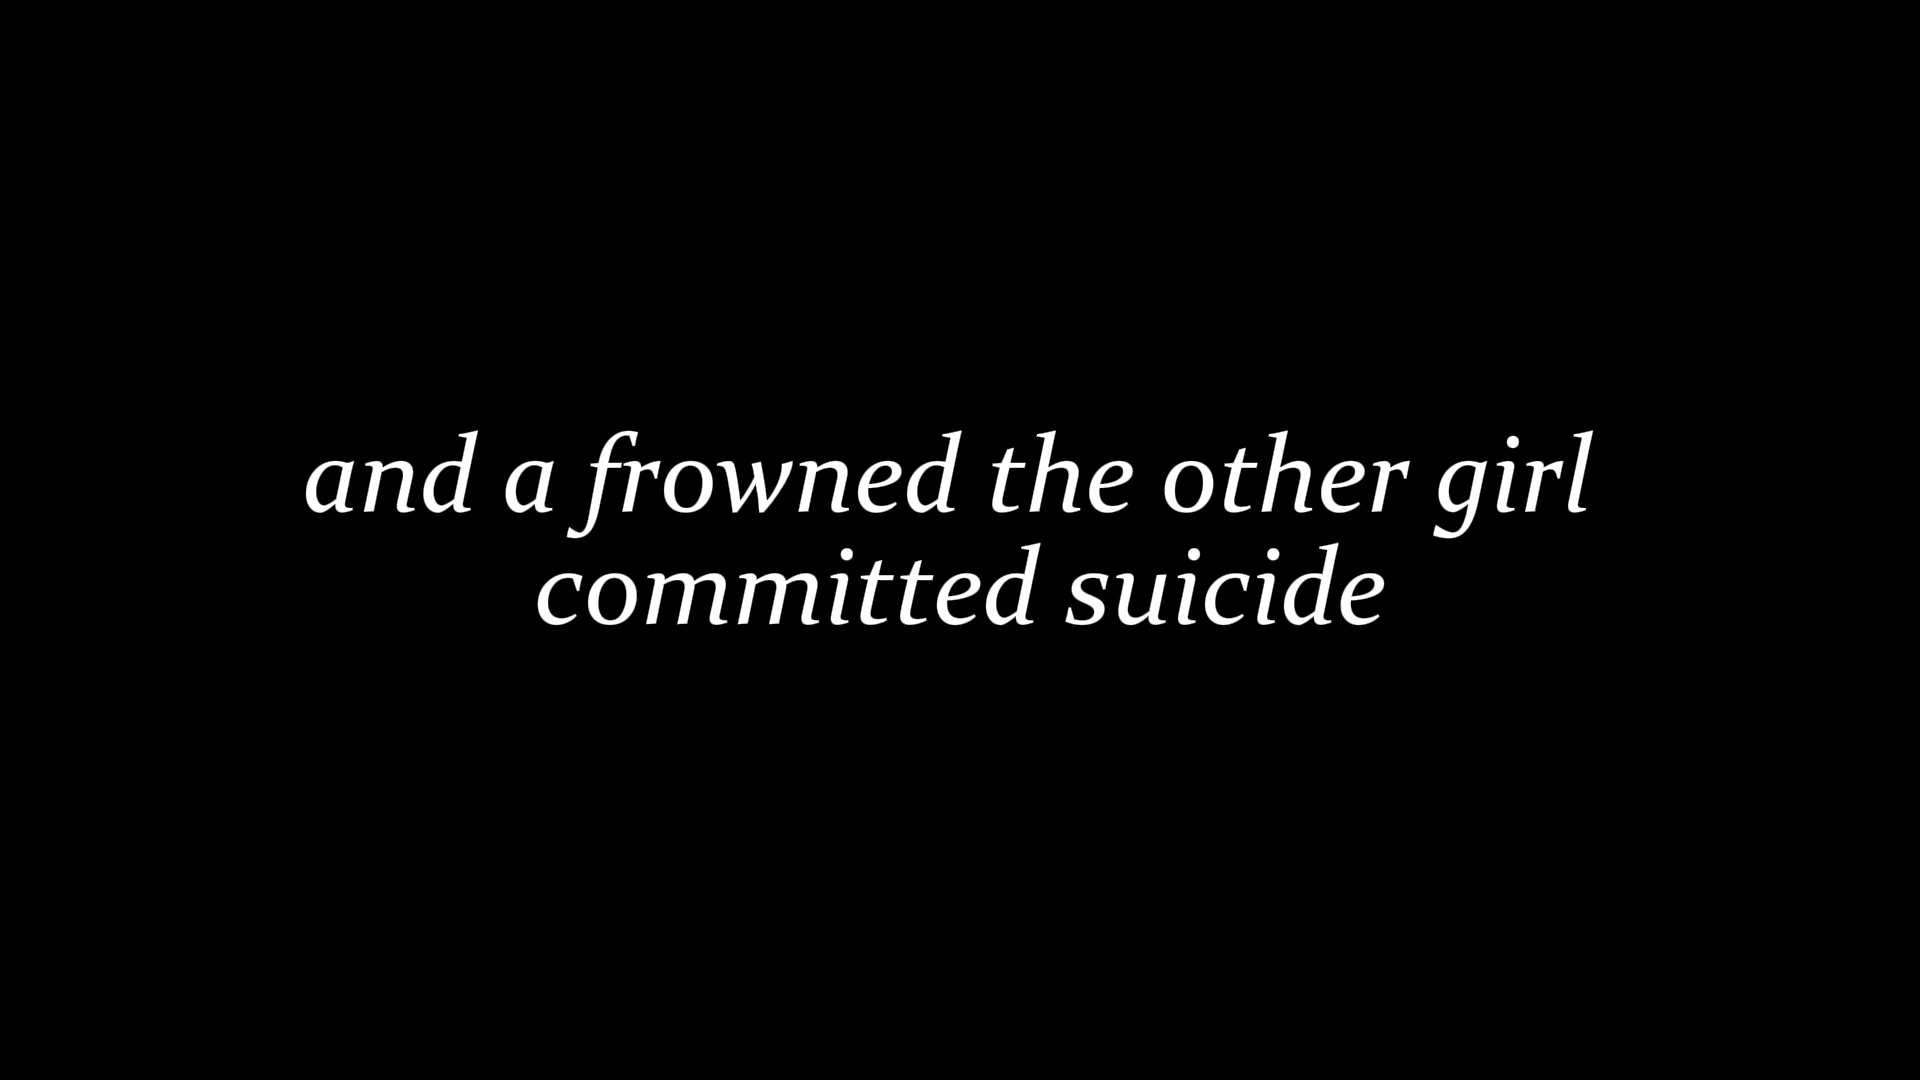 and a frowned the other girl
committed suicide